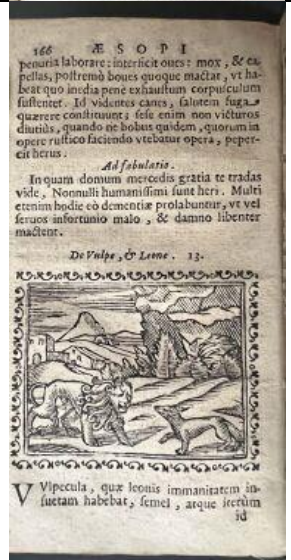 166 ÆSOPI
penuria laborare: interficit oues: mox, & ca-
pellas, postremò boues quoque mactat, vt ha-
beat quo inedia penè exhaustum corpusculum
sustentet. Id videntes canes, salutem fuga
quærere constituunt: sese enim non victuros
diutiùs, quando ne bobus quidem, quorum in
opere rustico faciendo vtebatur opera, peper-
cit herus.
Adfabulatio.
In quam domum mercedis gratia te tradas
vide, Nonnulli humanissimi sunt heri. Multi
etenim hodie eò dementiæ prolabuntur, vt vel
seruos infortunio malo, & damno libenter
mactent.
De Vulpe, & Leone. 13.
V Vlpecula, quæ leonis immanitatem in-
suetam habebat, semel, atque iterùm
id